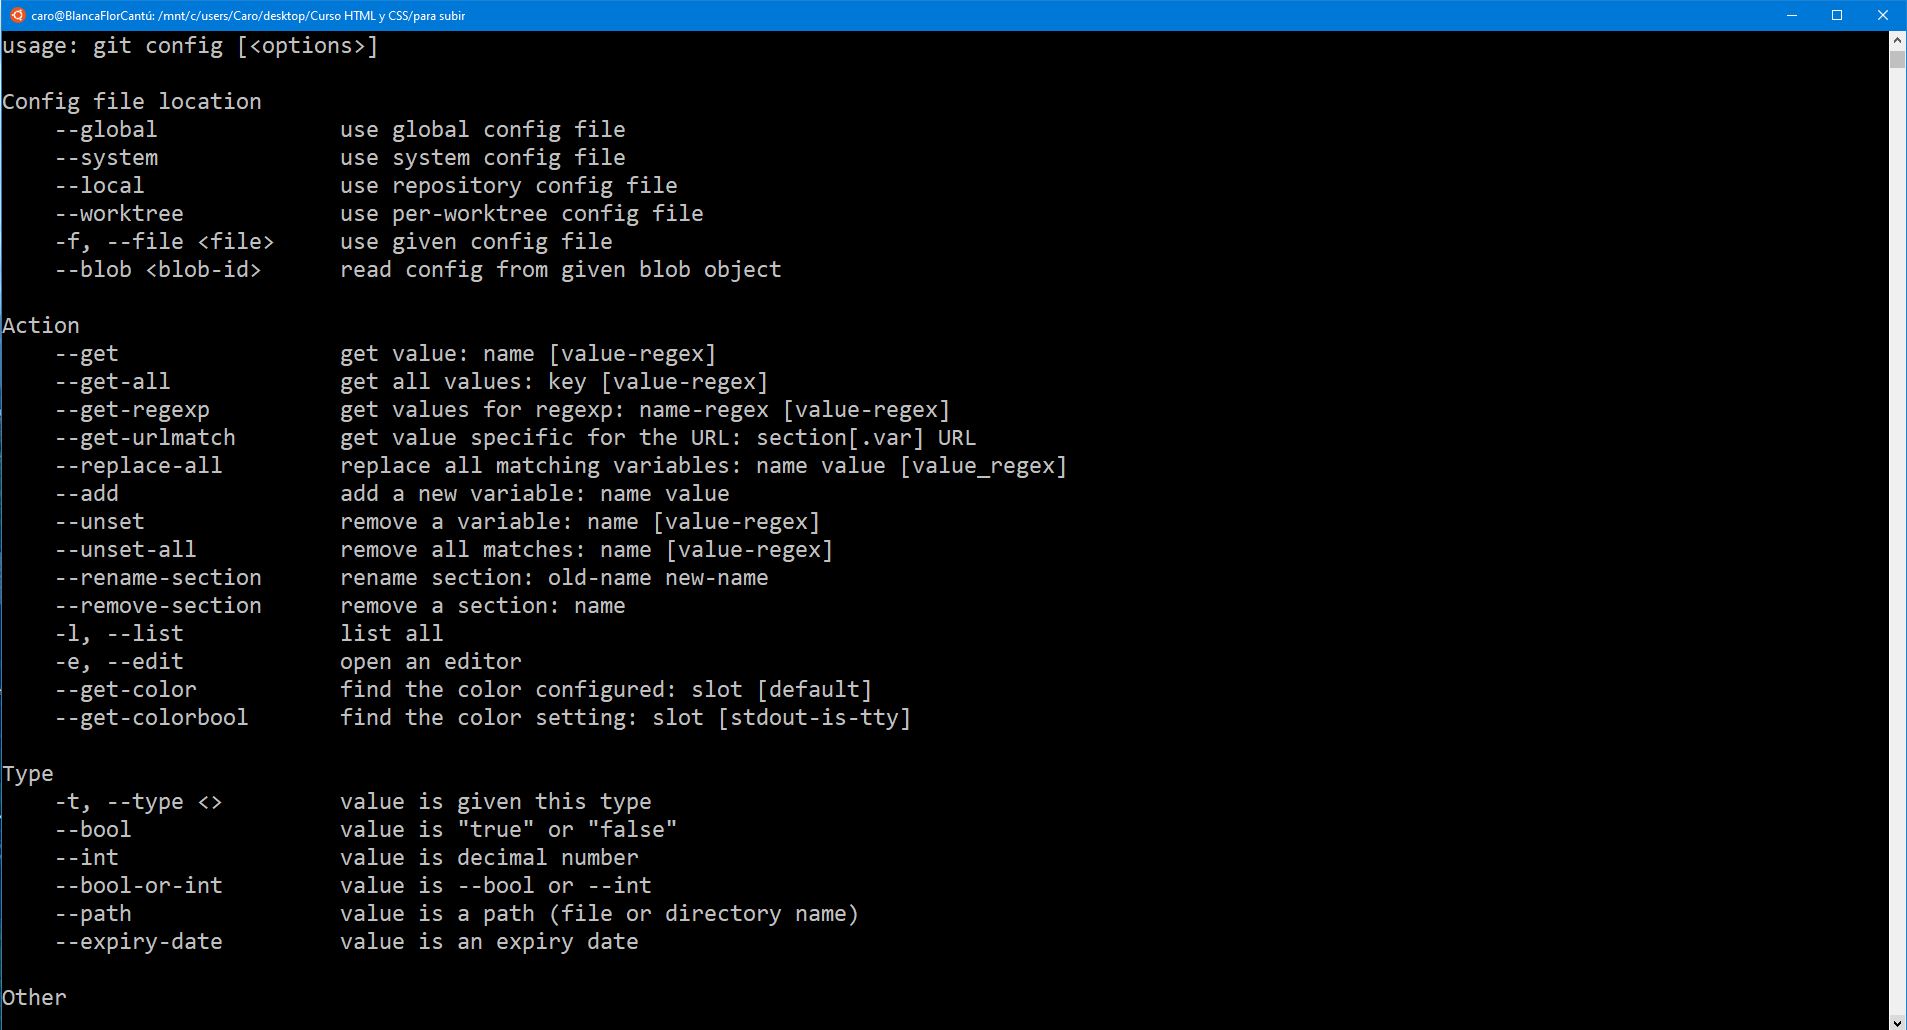 caro@BlancaFlorCantú: /mnt/c/users/Caro/desktop/Curso HTML y CSS/para subir
usage: git config [<options>]
Config file location
--global use global config file
--system use system config file
--local use repository config file
--worktree use per-worktree config file
-f, --file <file> use given config file
--blob <blob-id> read config from given blob object
Action
--get get value: name [value-regex]
--get-all get all values: key [value-regex]
--get-regexp get values for regexp: name-regex [value-regex]
--get-urlmatch get value specific for the URL: section[.var] URL
--replace-all replace all matching variables: name value [value_regex]
--add add a new variable: name value
--unset remove a variable: name [value-regex]
--unset-all remove all matches: name [value-regex]
--rename-section rename section: old-name new-name
--remove-section remove a section: name
-l, --list list all
-e, --edit open an editor
--get-color find the color configured: slot [default]
--get-colorbool find the color setting: slot [stdout-is-tty]
Type
-t, --type <> value is given this type
--bool value is "true" or "false"
--int value is decimal number
--bool-or-int value is --bool or --int
--path value is a path (file or directory name)
--expiry-date value is an expiry date
Other